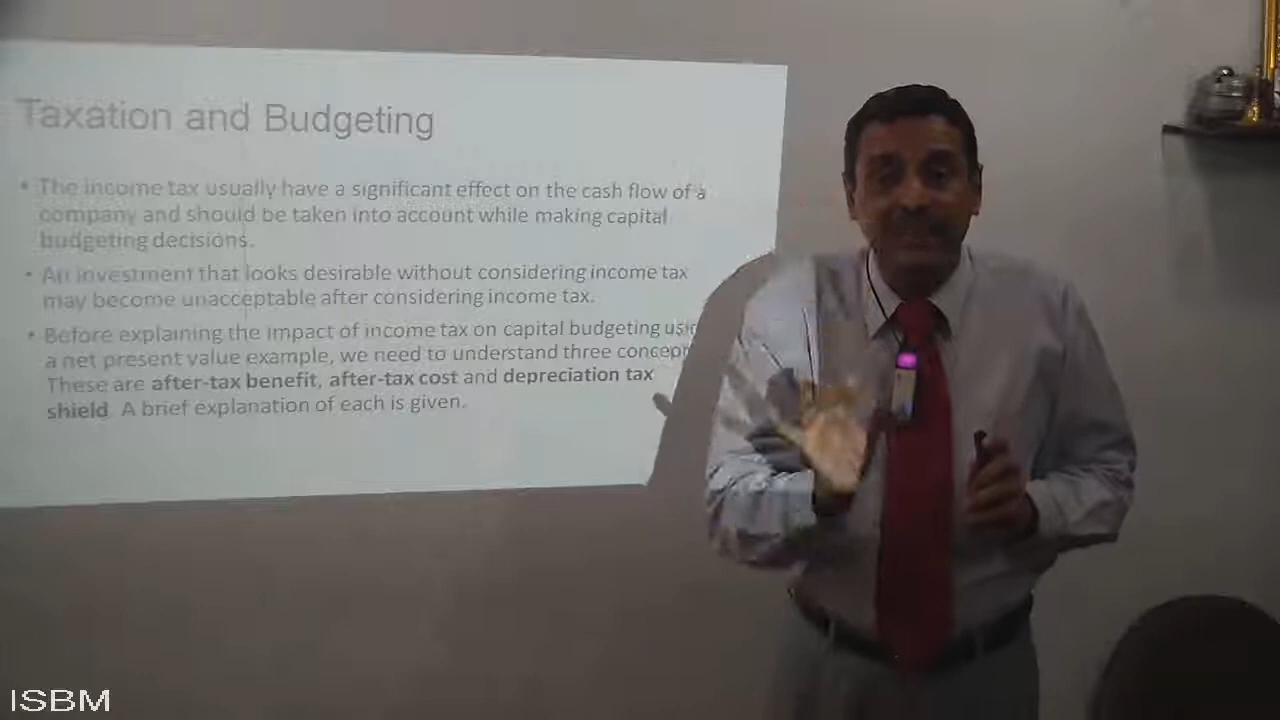 Taxation and Budgeting
• The income tax usually have a significant effect on the cash flow of a
company and should be taken into account while making capital
budgeting decisions.
• An investment that looks desirable without considering income tax
may become unacceptable after considering income tax.
• Before explaining the impact of income tax on capital budgeting
a net present value example, we need to understand three
These are after-tax benefit, after-tax cost and depreciation tax
shield. A brief explanation of each is given.
ISBM